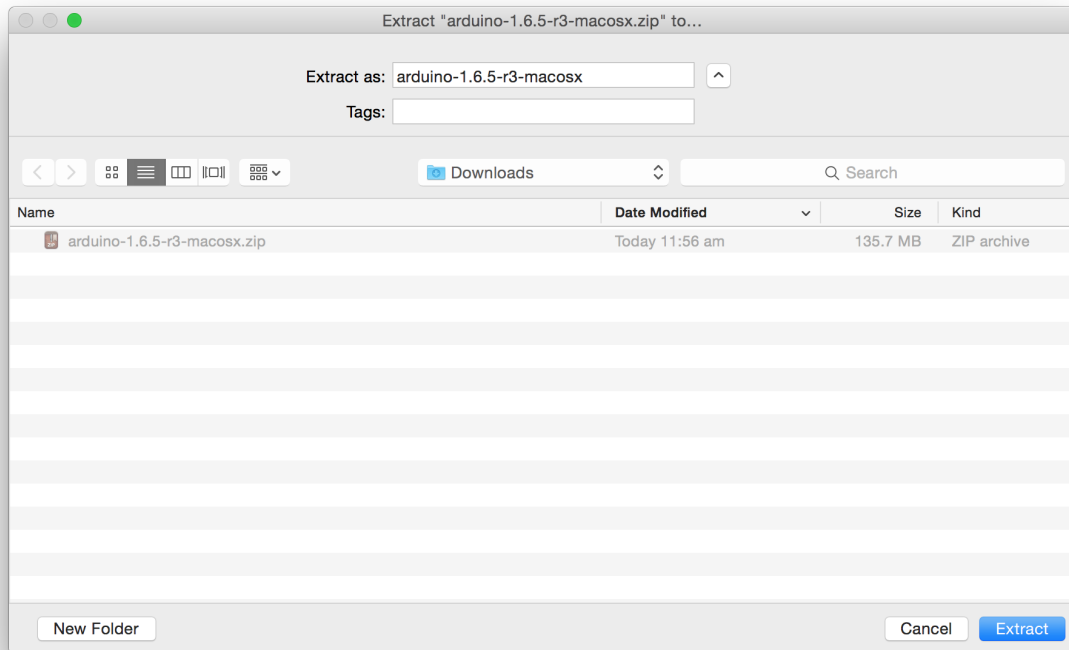 Extract "arduino-1.6.5-r3-macosx.zip" to…
Extract as: arduino-1.6.5-r3-macosx
Tags:
Downloads
Search
Name Date Modified Size Kind
arduino-1.6.5-r3-macosx.zip Today 11:56 am 135.7 MB ZIP archive
New Folder Cancel Extract